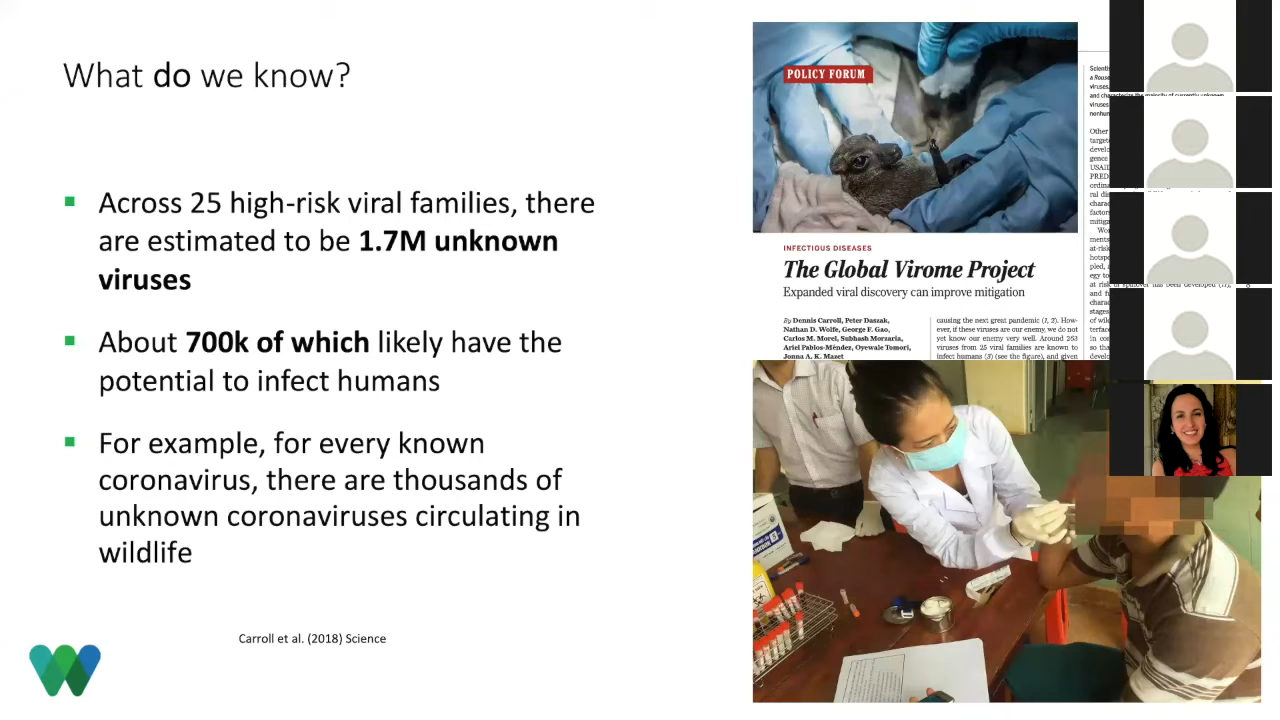 What do we know?
Across 25 high-risk viral families, there
are estimated to be 1.7M unknown
viruses
About 700k of which likely have the
potential to infect humans
For example, for every known
coronavirus, there are thousands of
unknown coronaviruses circulating in
wildlife
Carroll et al. (2018) Science
POLICY FORUM
INFECTIOUS DISEASES
The Global Virome Project
Expanded viral discovery can improve mitigation
By Dennis Carroll, Peter Daszak,
Nathan D. Wolfe, George F. Gao,
Carlos M. Morel, Subhash Morzaria,
Ariel Pablos-Méndez, Oyewale Tomori,
Jonna A. K. Mazet
causing the next great pandemic (1, 2). How-
ever, if these viruses are our enemy, we do not
yet know our enemy very well. Around 263
viruses from 25 viral families are known to
infect humans (3) (see the figure), and given
viruses
Other
USAID